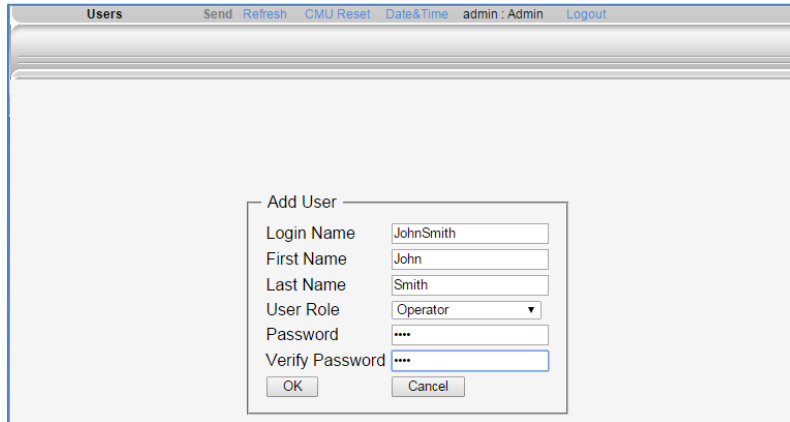 Users Send Refresh CMU Reset Date&Time admin : Admin Logout
Add User
Login Name JohnSmith
First Name John
Last Name Smith
User Role Operator
Password ••••
Verify Password ••••
OK Cancel